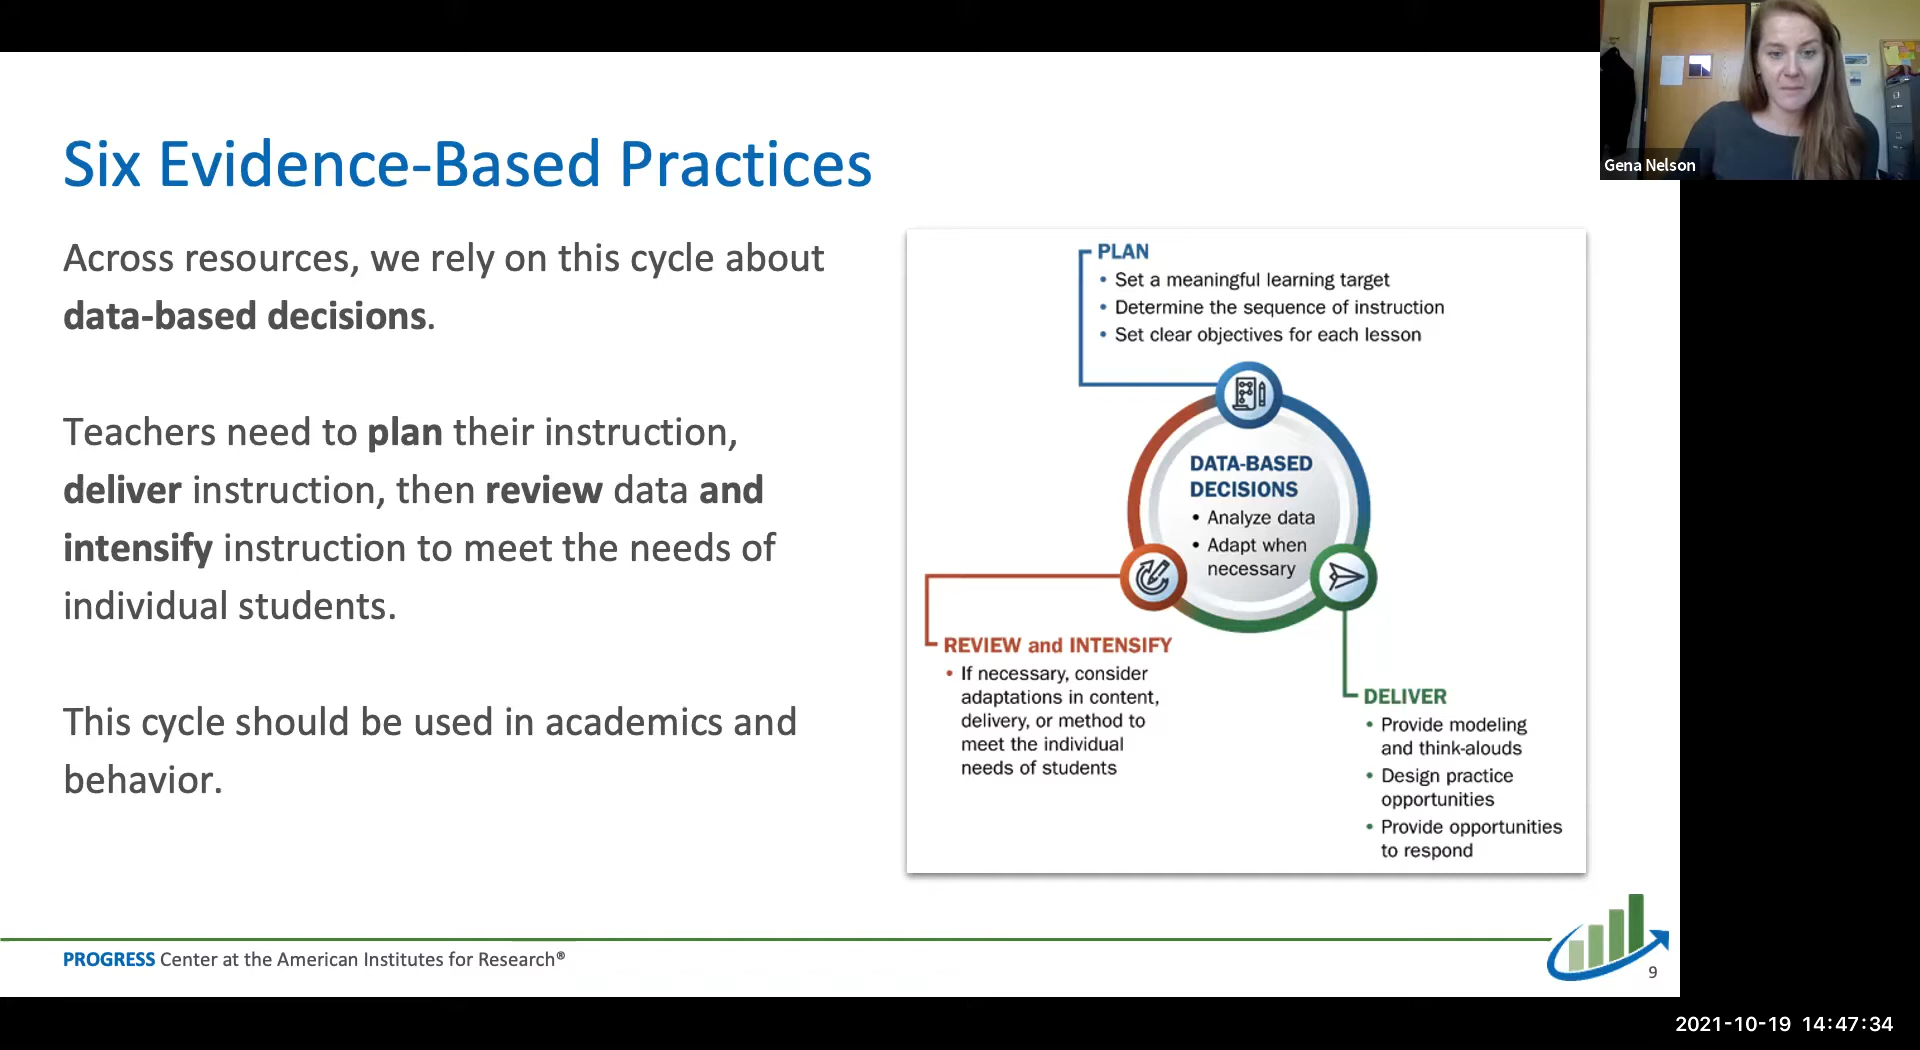 Six Evidence-Based Practices
Across resources, we rely on this cycle about
data-based decisions.
Teachers need to plan their instruction,
deliver instruction, then review data and
intensify instruction to meet the needs of
individual students.
This cycle should be used in academics and
behavior.
PLAN
• Set a meaningful learning target
• Determine the sequence of instruction
• Set clear objectives for each lesson
DATA-BASED
DECISIONS
• Analyze data
• Adapt when
necessary
REVIEW and INTENSIFY
• If necessary, consider
adaptations in content,
delivery, or method to
meet the individual
needs of students
DELIVER
• Provide modeling
and think-alouds
• Design practice
opportunities
• Provide opportunities
to respond
PROGRESS Center at the American Institutes for Research®
9
Gena Nelson
2021-10-19 14:47:34